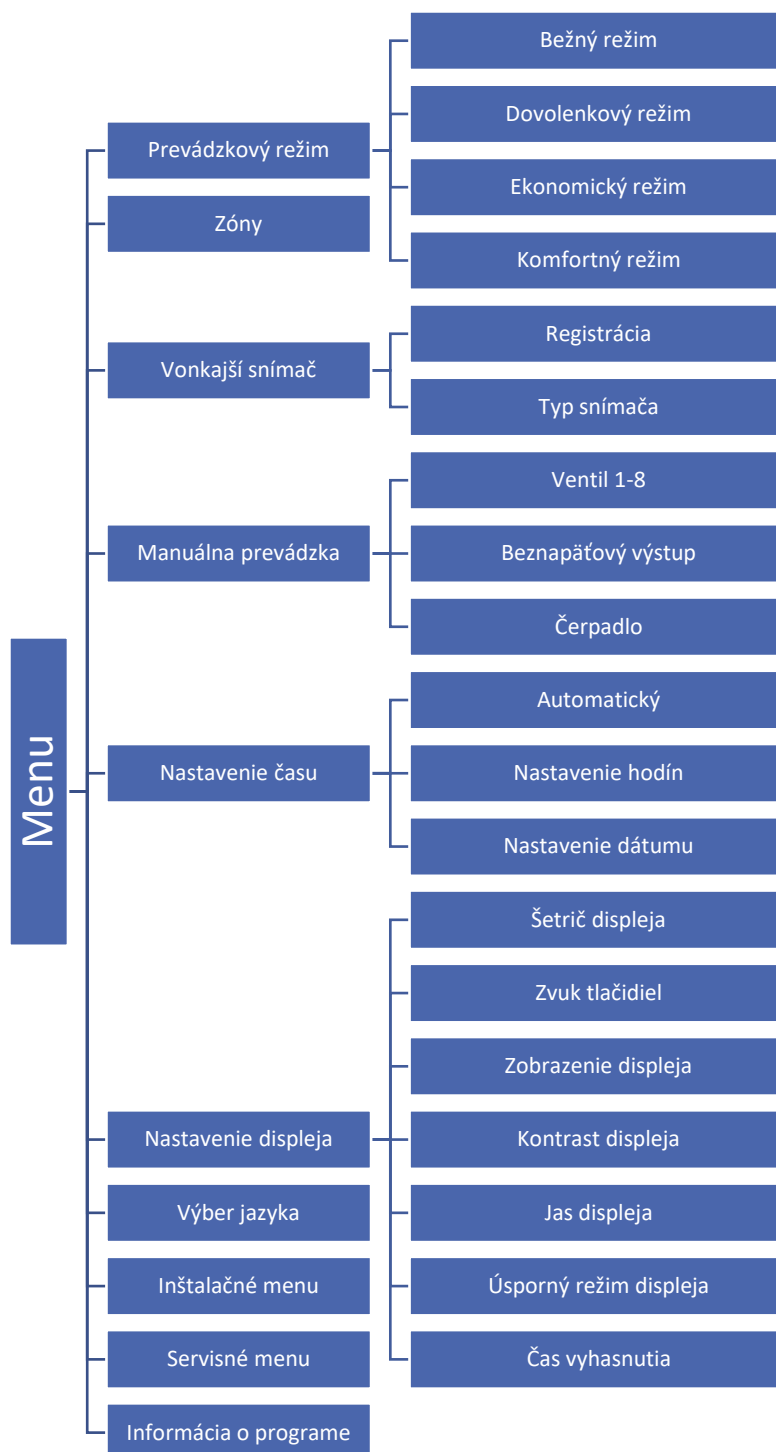 Menu
Prevádzkový režim
Bežný režim
Dovolenkový režim
Ekonomický režim
Komfortný režim
Zóny
Vonkajší snímač
Registrácia
Typ snímača
Manuálna prevádzka
Ventil 1-8
Beznapäťový výstup
Čerpadlo
Nastavenie času
Automatický
Nastavenie hodín
Nastavenie dátumu
Nastavenie displeja
Šetrič displeja
Zvuk tlačidiel
Zobrazenie displeja
Kontrast displeja
Jas displeja
Úsporný režim displeja
Čas vyhasnutia
Výber jazyka
Inštalačné menu
Servisné menu
Informácia o programe